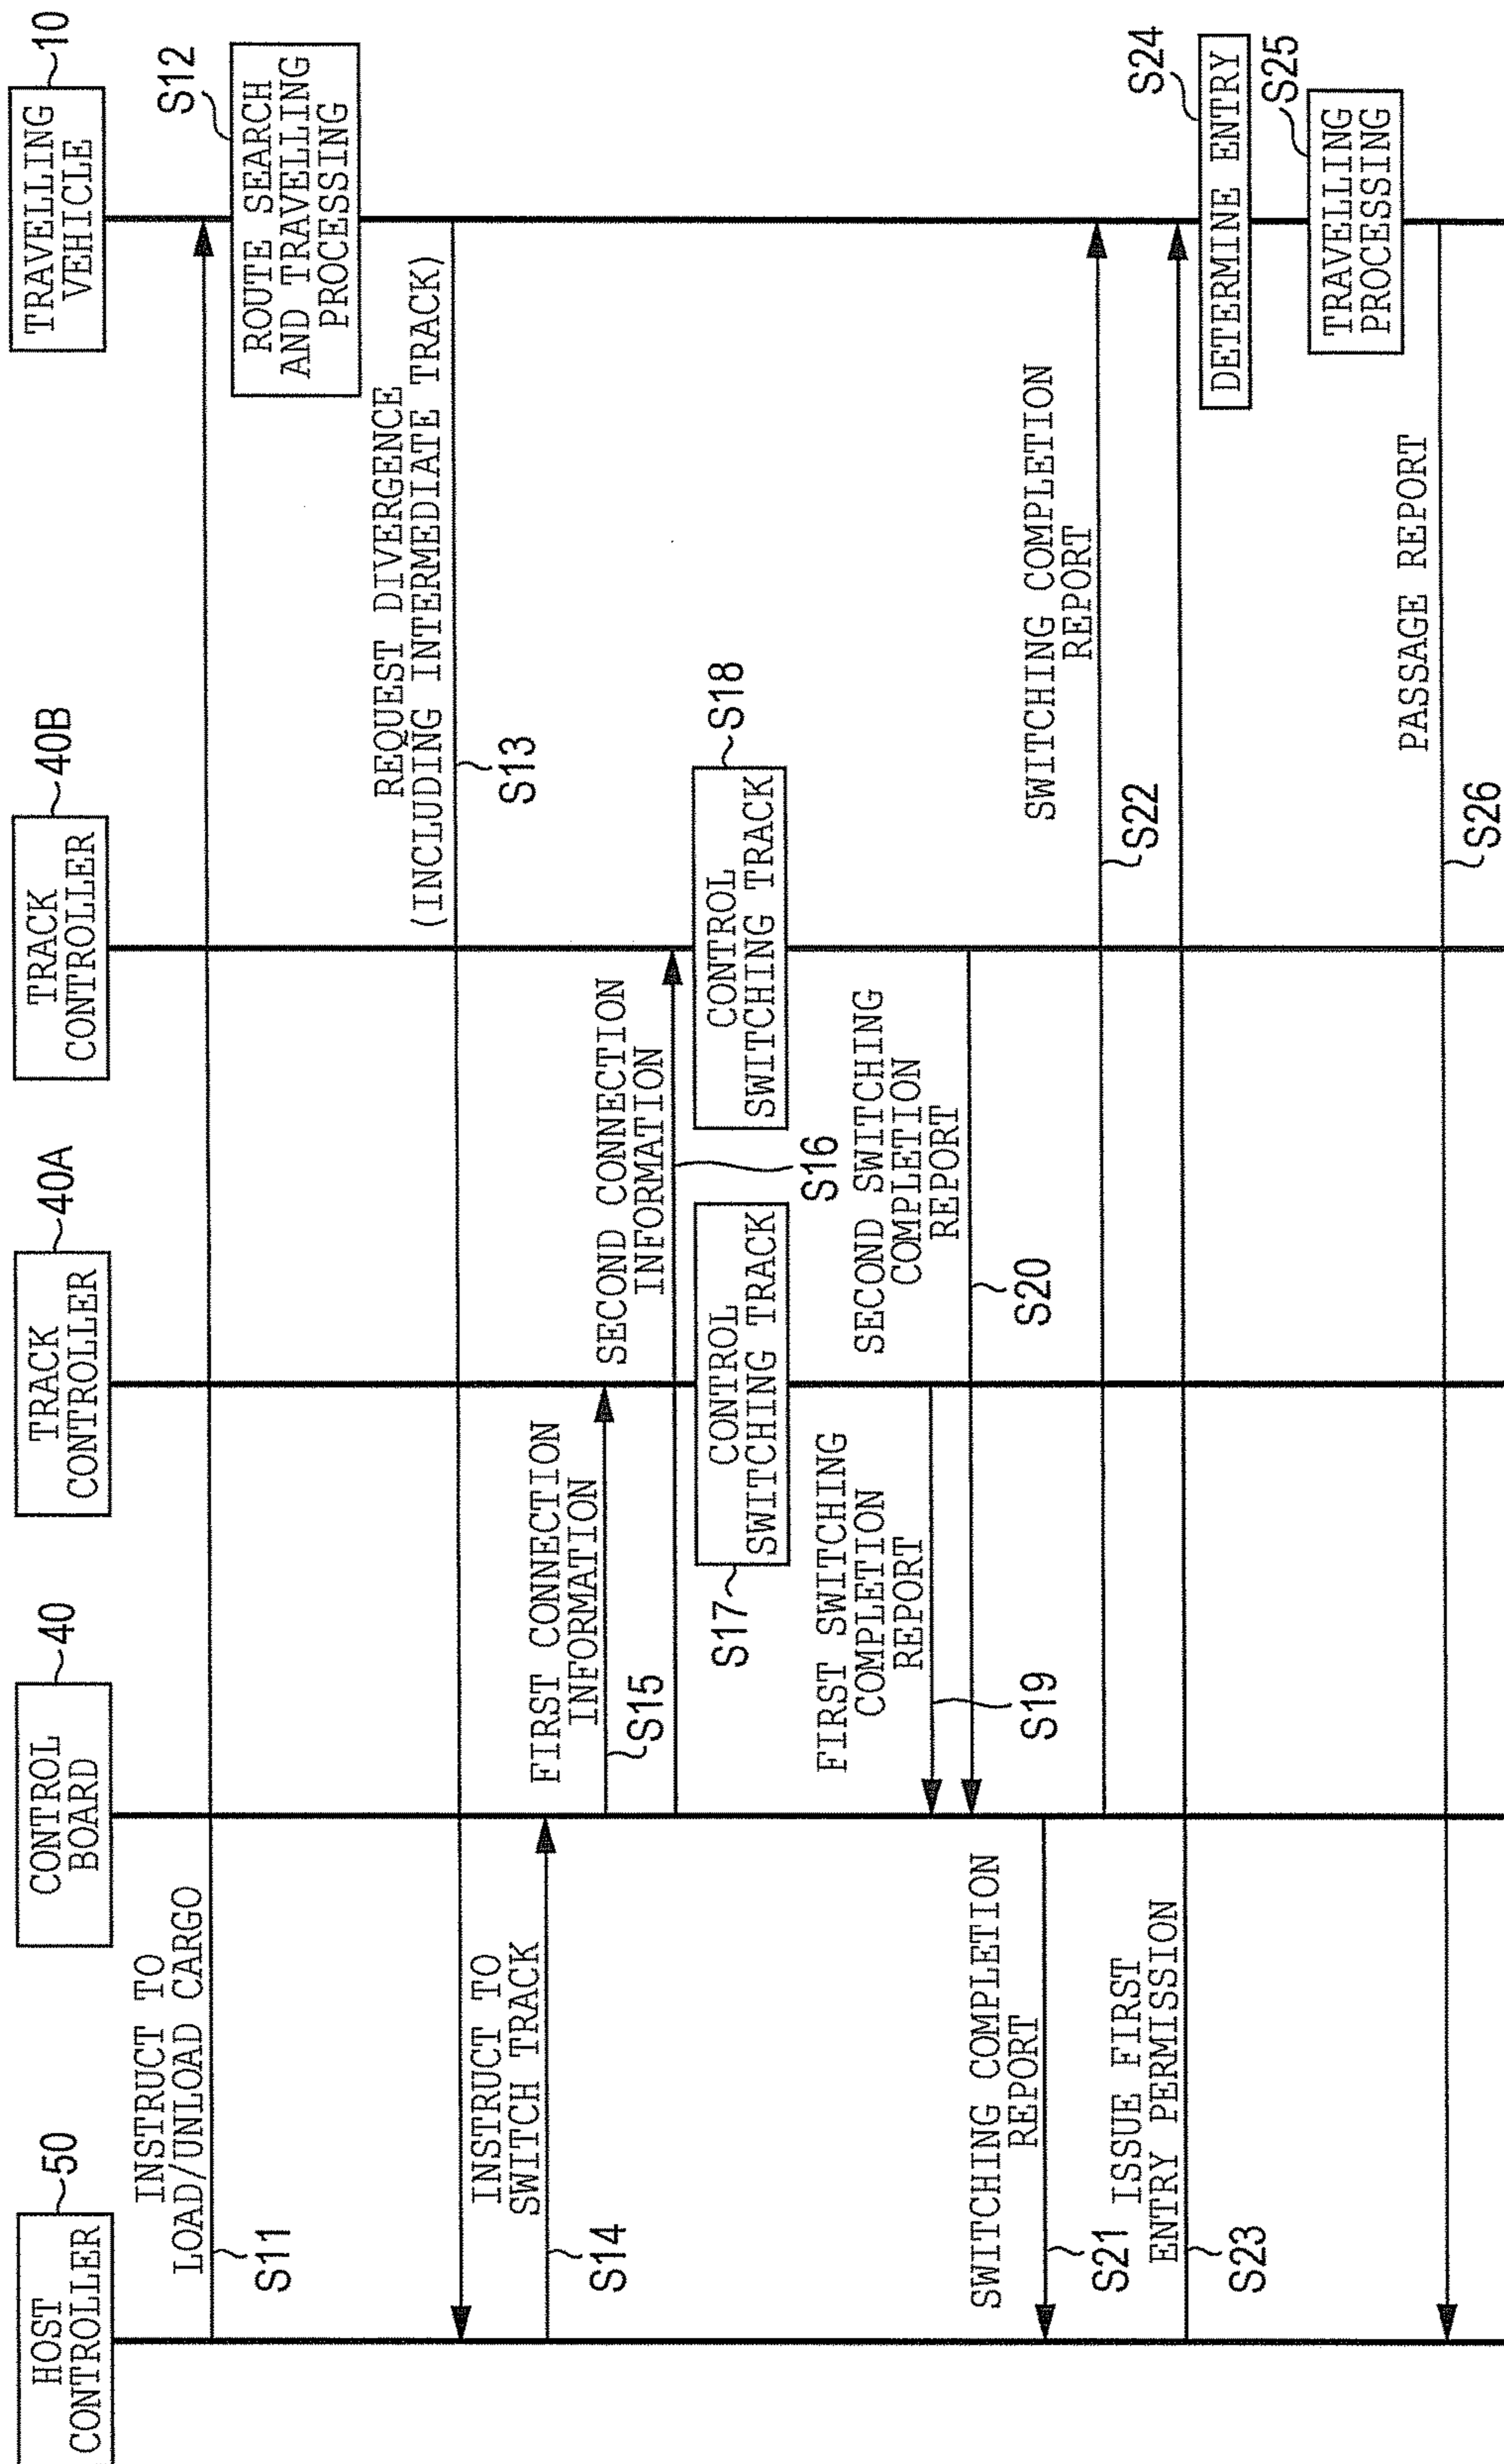 HOST
CONTROLLER
50
CONTROL
BOARD
40
TRACK
CONTROLLER
40A
TRACK
CONTROLLER
40B
TRAVELLING
VEHICLE
10
INSTRUCT TO
LOAD/UNLOAD CARGO
S11
S12
ROUTE SEARCH
AND TRAVELLING
PROCESSING
REQUEST DIVERGENCE
(INCLUDING INTERMEDIATE TRACK)
S13
INSTRUCT TO
SWITCH TRACK
S14
FIRST CONNECTION
INFORMATION
S15
SECOND CONNECTION
INFORMATION
S16
S17
CONTROL
SWITCHING TRACK
CONTROL
SWITCHING TRACK
S18
FIRST SWITCHING
COMPLETION
REPORT
S19
SECOND SWITCHING
COMPLETION
REPORT
S20
SWITCHING COMPLETION
REPORT
S21
SWITCHING COMPLETION
REPORT
S22
ISSUE FIRST
ENTRY PERMISSION
S23
S24
DETERMINE ENTRY
S25
TRAVELLING
PROCESSING
PASSAGE REPORT
S26